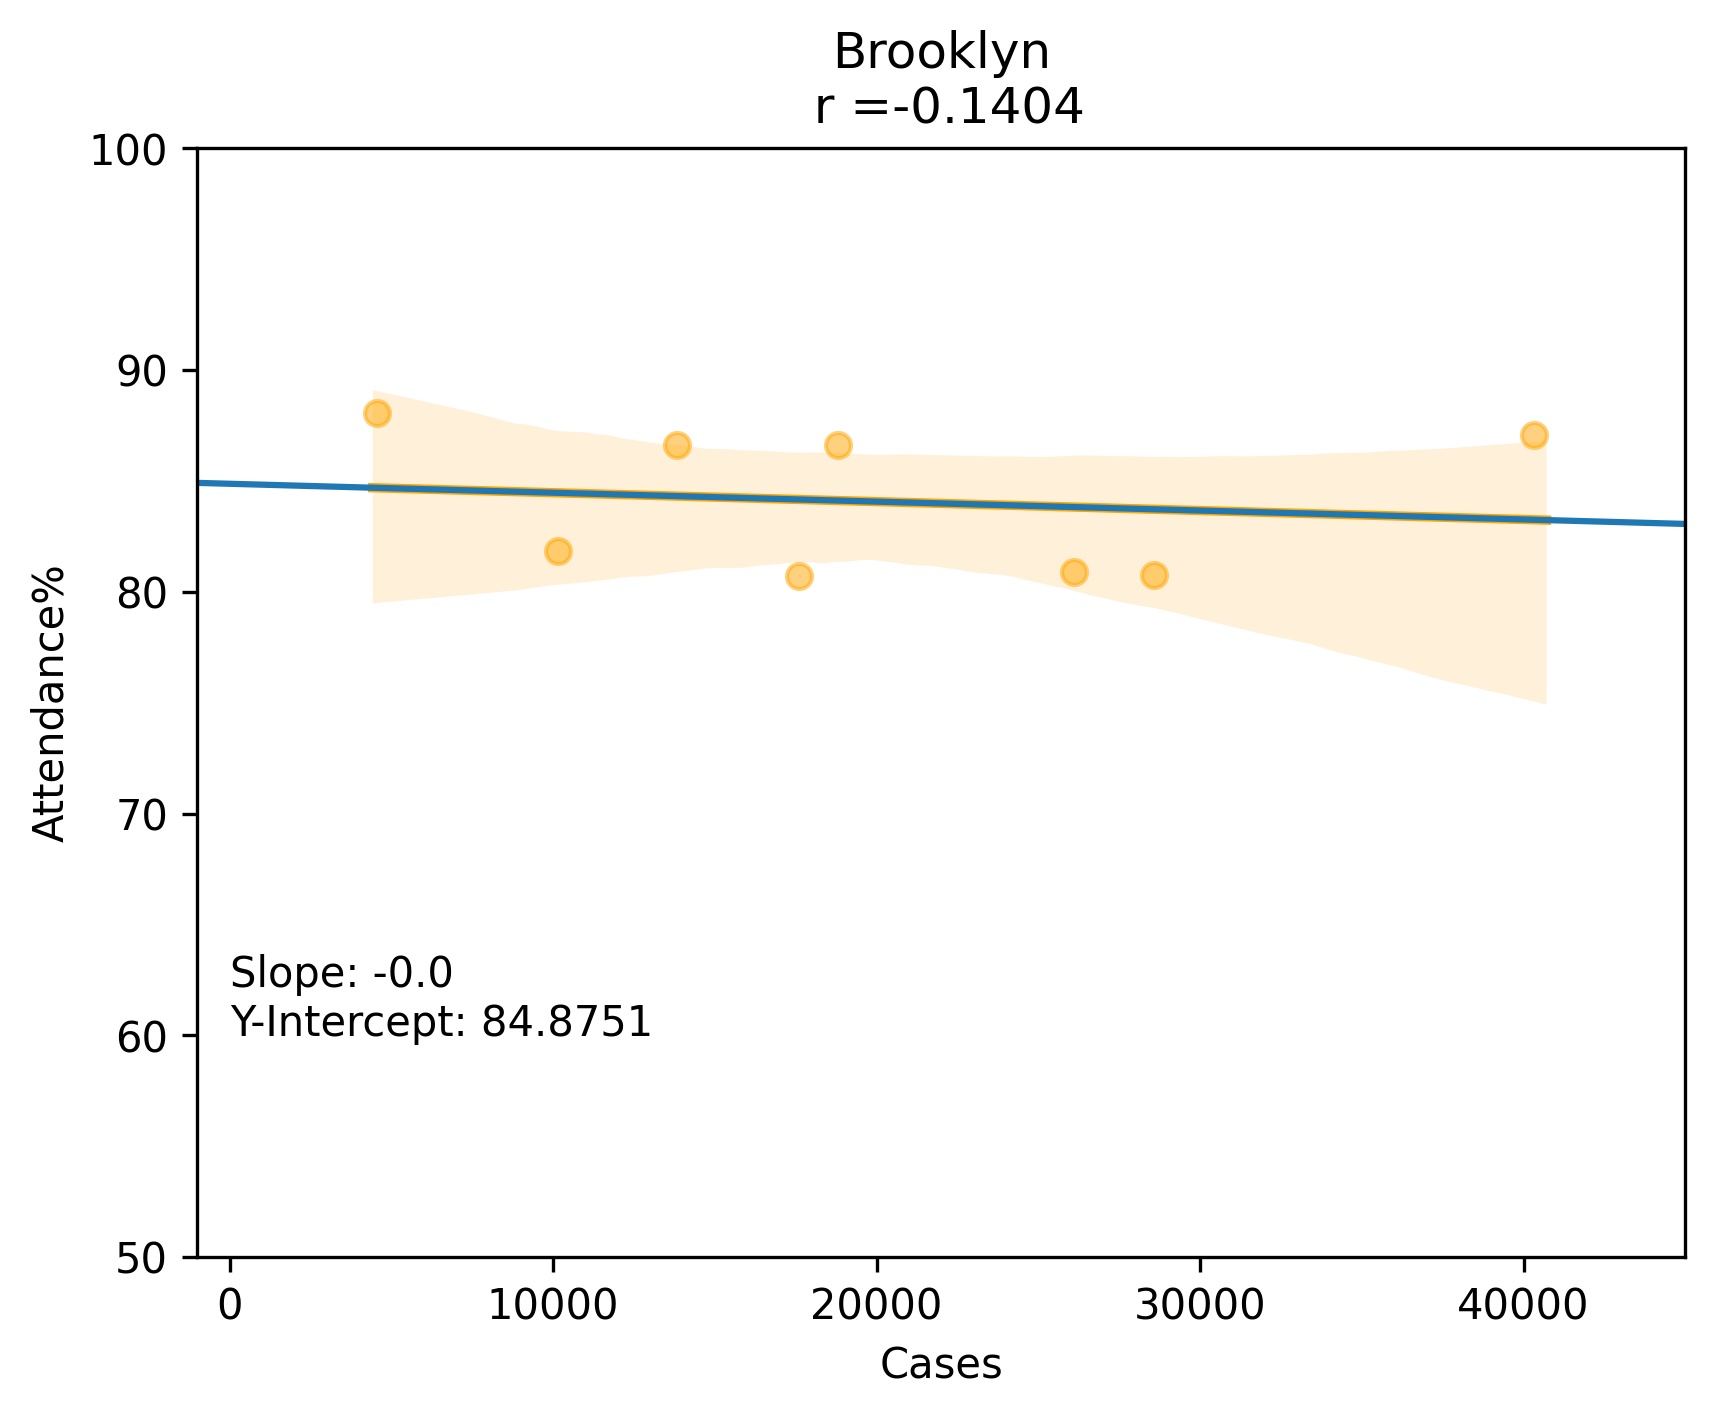 Brooklyn
r =-0.1404
100
90
80
70
60
50
Attendance%
Slope: -0.0
Y-Intercept: 84.8751
0 10000 20000 30000 40000
Cases